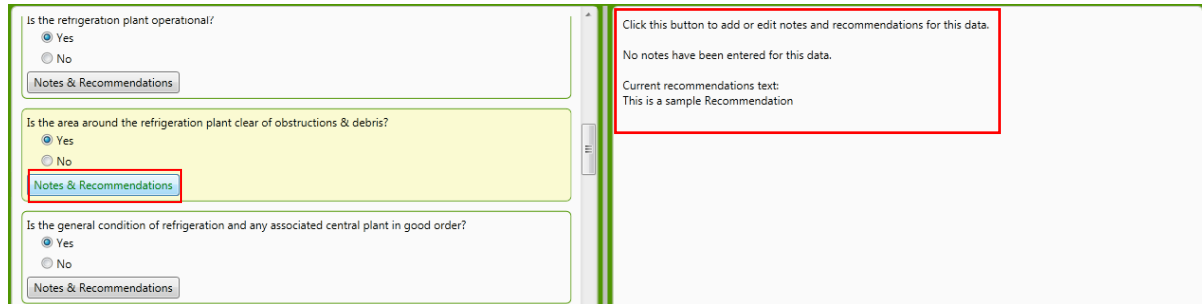 Is the refrigeration plant operational?
Yes
No
Notes & Recommendations
Is the area around the refrigeration plant clear of obstructions & debris?
Yes
No
Notes & Recommendations
Is the general condition of refrigeration and any associated central plant in good order?
Yes
No
Notes & Recommendations
Click this button to add or edit notes and recommendations for this data.
No notes have been entered for this data.
Current recommendations text:
This is a sample Recommendation